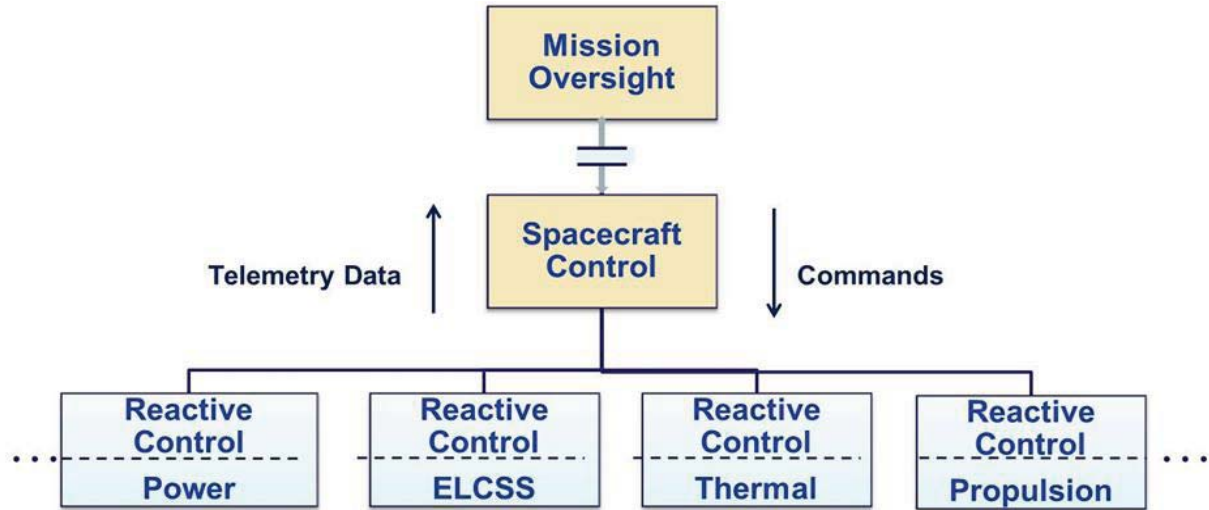 Mission
Oversight
Spacecraft
Control
Telemetry Data
Commands
Reactive
Control
Power
Reactive
Control
ELCSS
Reactive
Control
Thermal
Reactive
Control
Propulsion